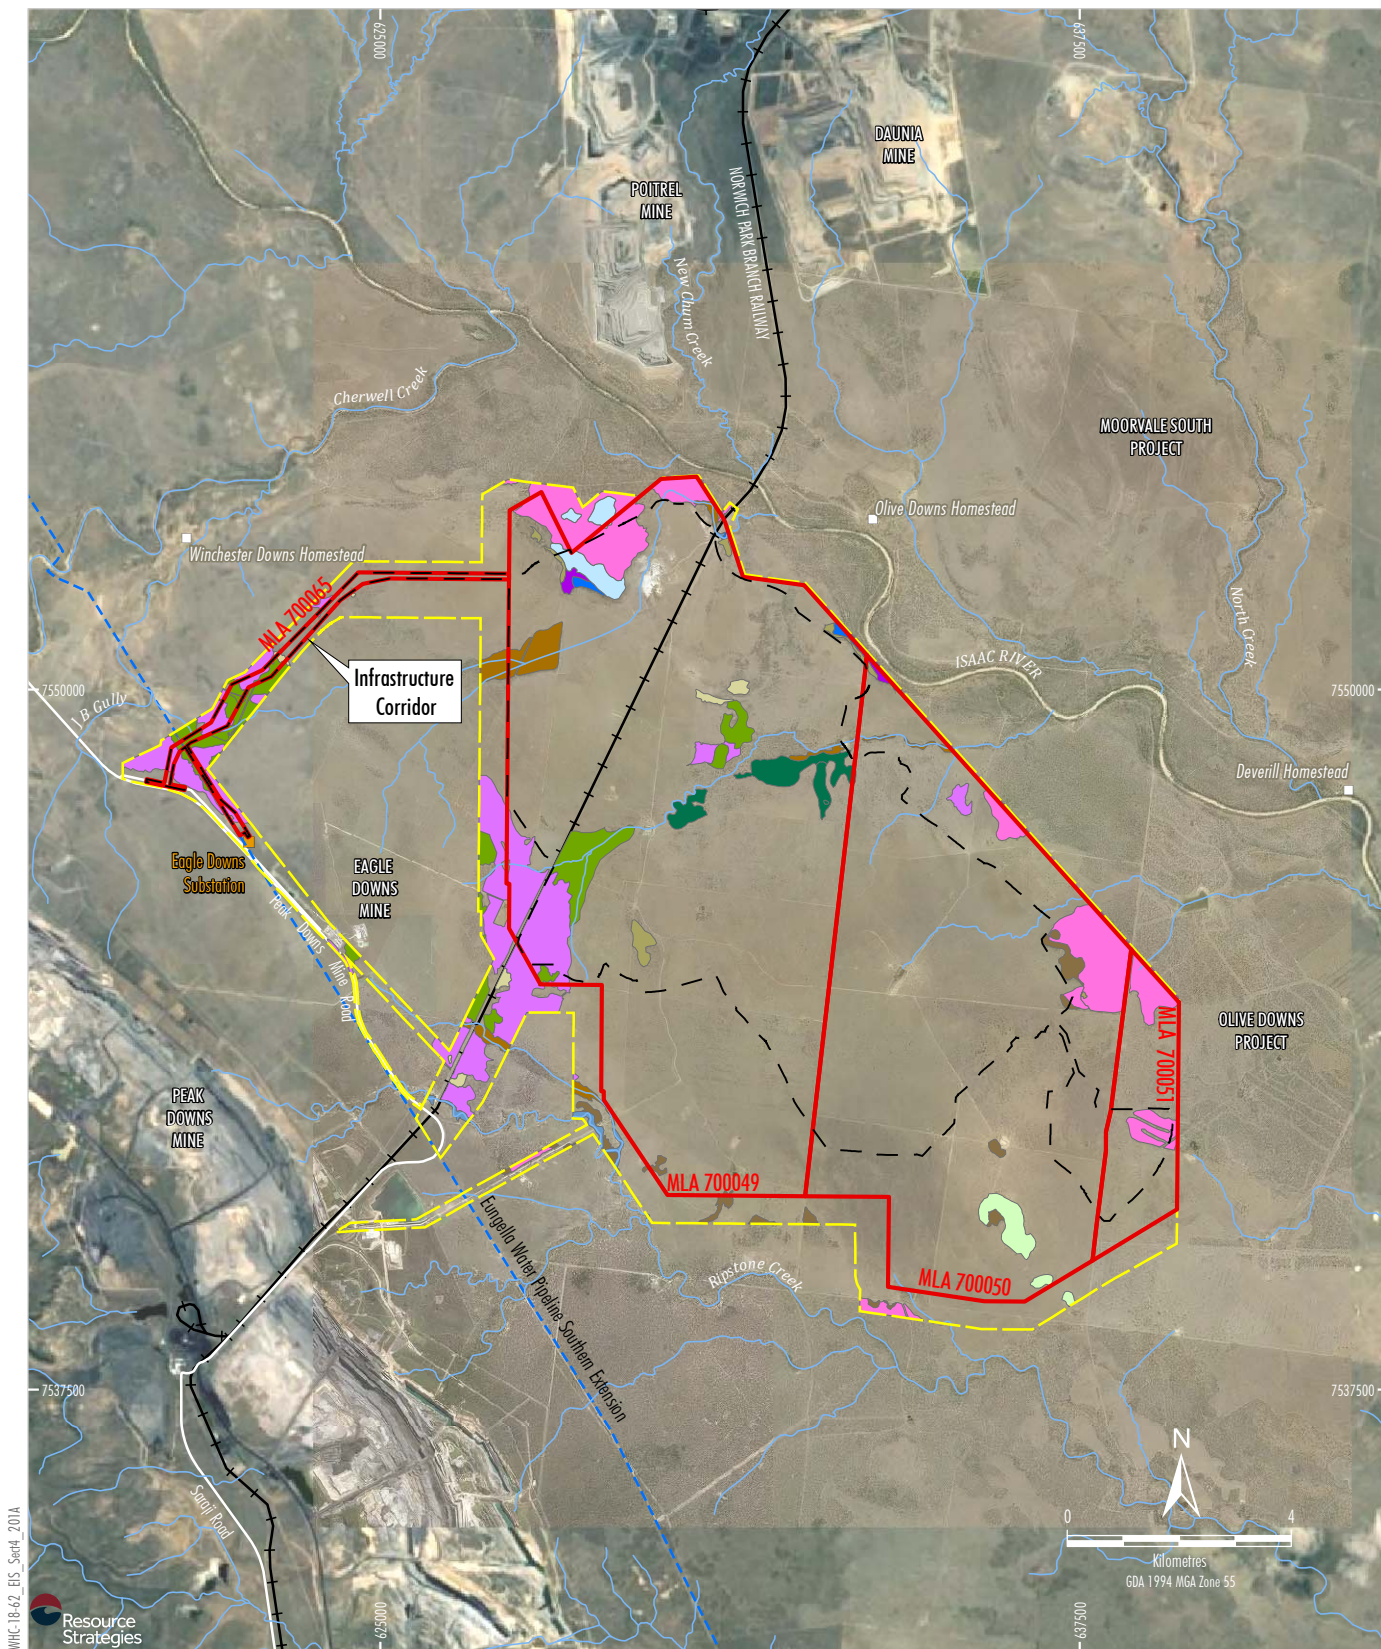 625000
637500
DAUNIA
MINE
POITREL
MINE
NORWICH PARK BRANCH RAILWAY
New Chum Creek
Cherwell Creek
MOORVALE SOUTH
PROJECT
Olive Downs Homestead
Winchester Downs Homestead
North Creek
MLA 700065
ISAAC RIVER
Infrastructure
Corridor
7550000
7550000
J B Gully
Deverill Homestead
Eagle Downs
Substation
EAGLE
DOWNS
MINE
Peak Downs Mine Road
OLIVE DOWNS
PROJECT
MLA 700051
PEAK
DOWNS
MINE
MLA 700049
Eungella Water Pipeline Southern Extension
Ripstone Creek
MLA 700050
7537500
7537500
N
Saraji Road
0
4
Kilometres
GDA 1994 MGA Zone 55
WHC-18-62_EIS_Sect4_201A
Resource
Strategies
625000
637500